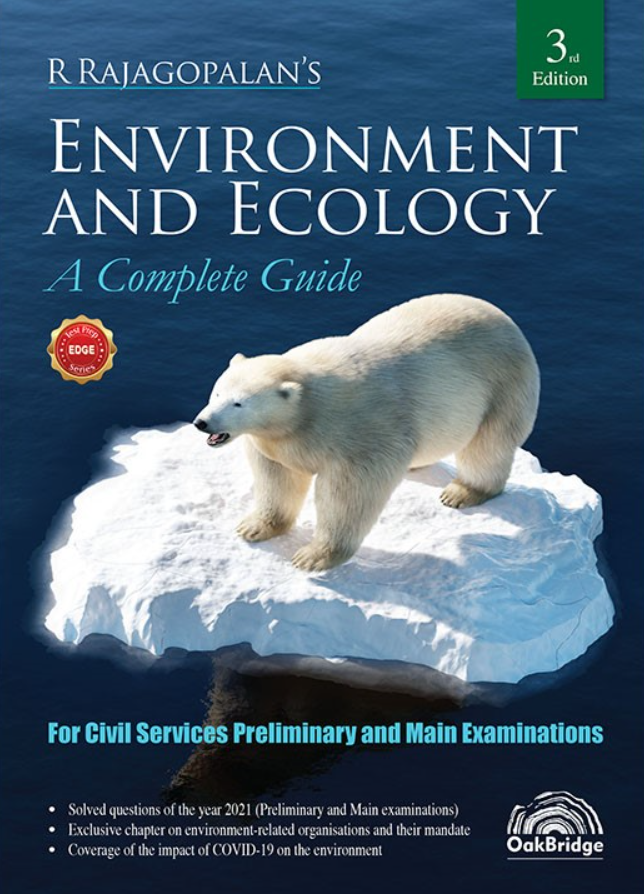 R RAJAGOPALAN'S
3rd
Edition
ENVIRONMENT
AND ECOLOGY
A Complete Guide
Test Prep
EDGE
Series
For Civil Services Preliminary and Main Examinations
• Solved questions of the year 2021 (Preliminary and Main examinations)
• Exclusive chapter on environment-related organisations and their mandate
• Coverage of the impact of COVID-19 on the environment
OakBridge